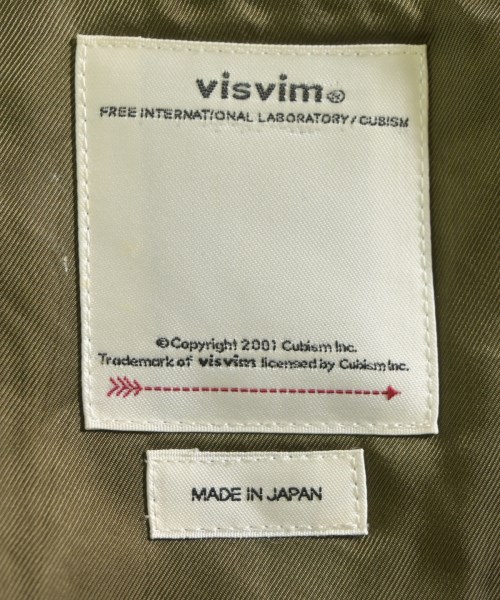 visvim®
FREE INTERNATIONAL LABORATORY/CUBISM
©Copyright 2001 Cubism Inc.
Trademark of visvim licensed by Cubism Inc.
MADE IN JAPAN